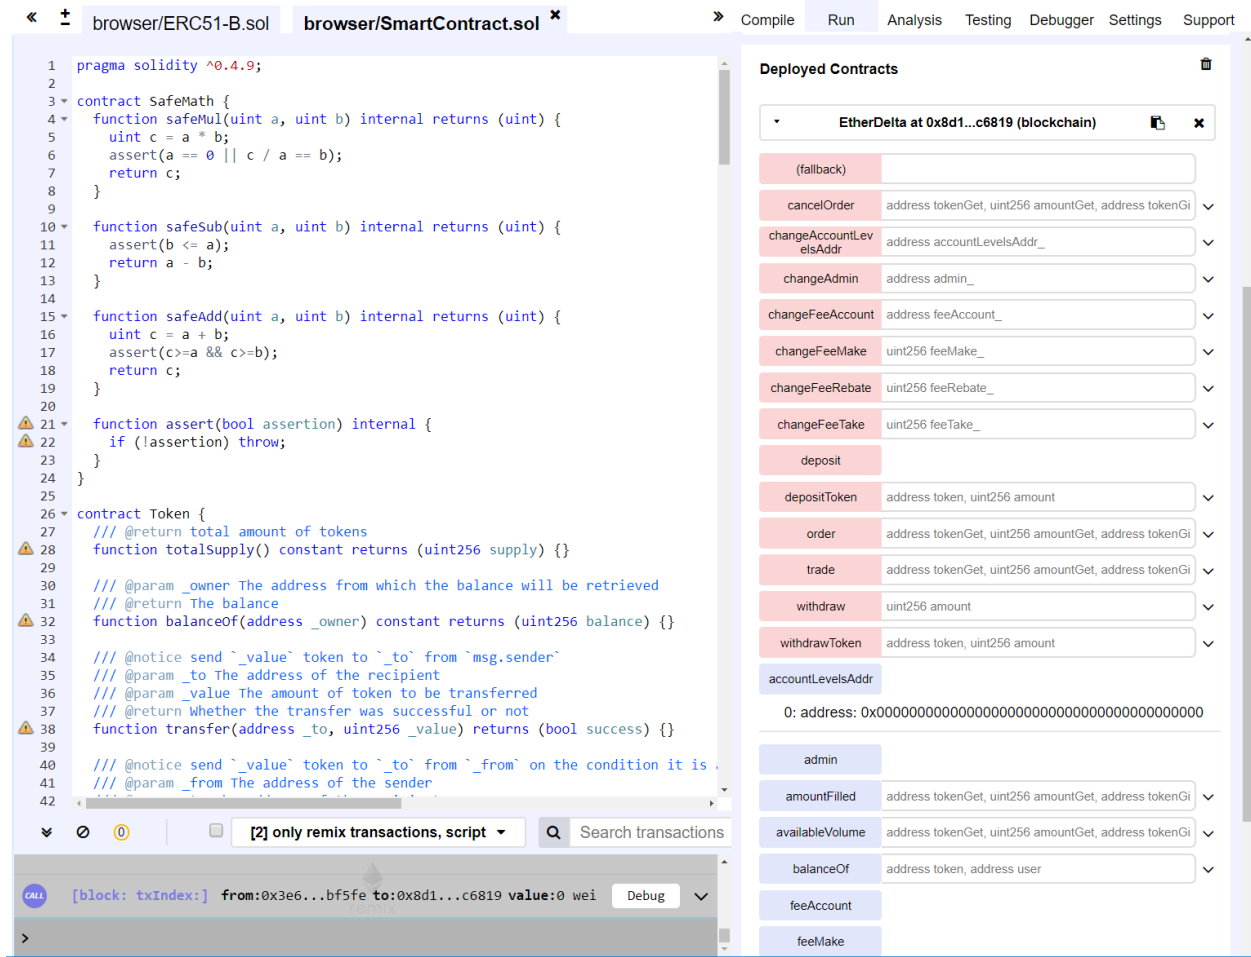 browser/ERC51-B.sol
browser/SmartContract.sol
Compile
Run
Analysis
Testing
Debugger
Settings
Support
1 pragma solidity ^0.4.9;
2
3 contract SafeMath {
4 function safeMul(uint a, uint b) internal returns (uint) {
5 uint c = a * b;
6 assert(a == 0 || c / a == b);
7 return c;
8 }
9
10 function safeSub(uint a, uint b) internal returns (uint) {
11 assert(b <= a);
12 return a - b;
13 }
14
15 function safeAdd(uint a, uint b) internal returns (uint) {
16 uint c = a + b;
17 assert(c>=a && c>=b);
18 return c;
19 }
20
21 function assert(bool assertion) internal {
22 if (!assertion) throw;
23 }
24 }
25
26 contract Token {
27 /// @return total amount of tokens
28 function totalSupply() constant returns (uint256 supply) {}
29
30 /// @param _owner The address from which the balance will be retrieved
31 /// @return The balance
32 function balanceOf(address _owner) constant returns (uint256 balance) {}
33
34 /// @notice send `_value` token to `_to` from `msg.sender`
35 /// @param _to The address of the recipient
36 /// @param _value The amount of token to be transferred
37 /// @return Whether the transfer was successful or not
38 function transfer(address _to, uint256 _value) returns (bool success) {}
39
40 /// @notice send `_value` token to `_to` from `_from` on the condition it is
41 /// @param _from The address of the sender
42
0
[2] only remix transactions, script
Search transactions
CALL [block: txIndex:] from:0x3e6...bf5fe to:0x8d1...c6819 value:0 wei
Debug
remix
>
Deployed Contracts
EtherDelta at 0x8d1...c6819 (blockchain)
(fallback)
cancelOrder address tokenGet, uint256 amountGet, address tokenGi
changeAccountLev
elsAddr address accountLevelsAddr_
changeAdmin address admin_
changeFeeAccount address feeAccount_
changeFeeMake uint256 feeMake_
changeFeeRebate uint256 feeRebate_
changeFeeTake uint256 feeTake_
deposit
depositToken address token, uint256 amount
order address tokenGet, uint256 amountGet, address tokenGi
trade address tokenGet, uint256 amountGet, address tokenGi
withdraw uint256 amount
withdrawToken address token, uint256 amount
accountLevelsAddr
0: address: 0x0000000000000000000000000000000000000000
admin
amountFilled address tokenGet, uint256 amountGet, address tokenGi
availableVolume address tokenGet, uint256 amountGet, address tokenGi
balanceOf address token, address user
feeAccount
feeMake